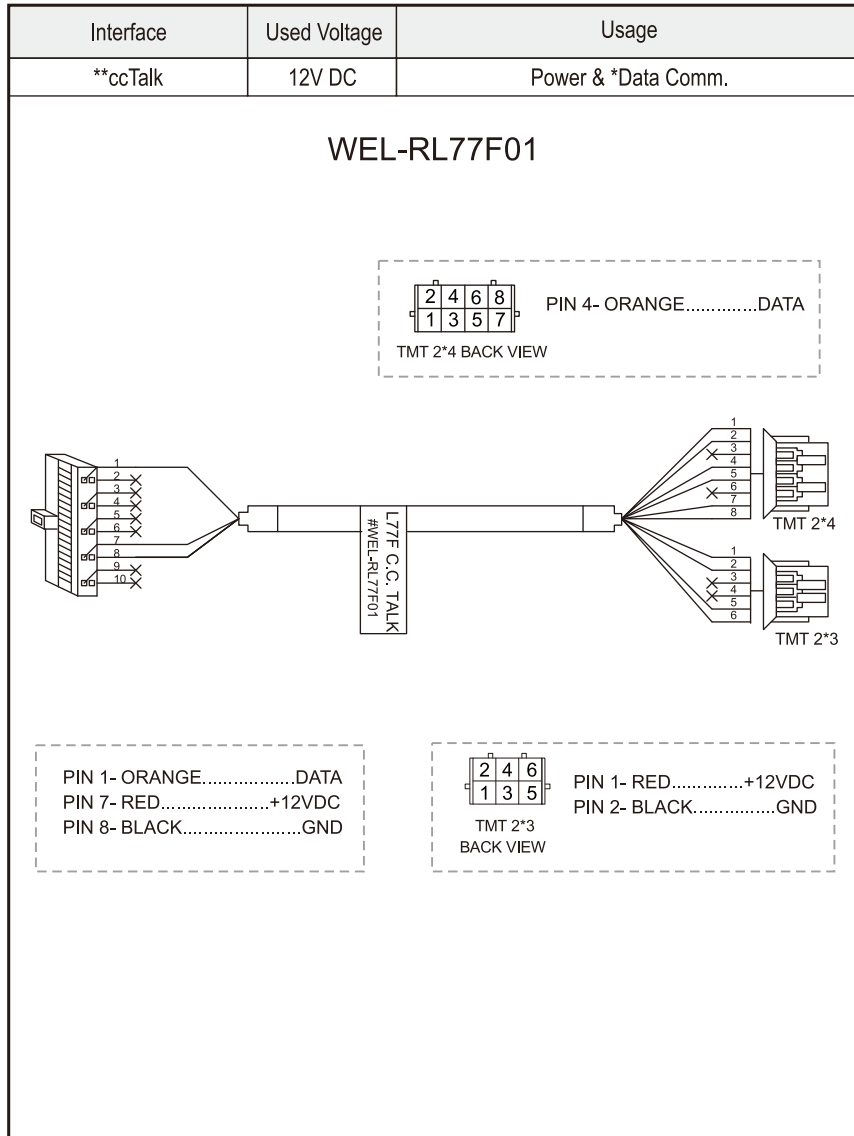 Interface Used Voltage Usage
**ccTalk 12V DC Power & *Data Comm.
WEL-RL77F01
2 4 6 8
1 3 5 7
TMT 2*4 BACK VIEW
PIN 4- ORANGE.............DATA
1
2
3
4
5
6
7
8
9
10
L77F C.C. TALK
#WEL-RL77F01
1
2
3
4
5
6
7
8
TMT 2*4
1
2
3
4
5
6
TMT 2*3
PIN 1- ORANGE.................DATA
PIN 7- RED....................+12VDC
PIN 8- BLACK.....................GND
2 4 6
1 3 5
TMT 2*3
BACK VIEW
PIN 1- RED.............+12VDC
PIN 2- BLACK...............GND